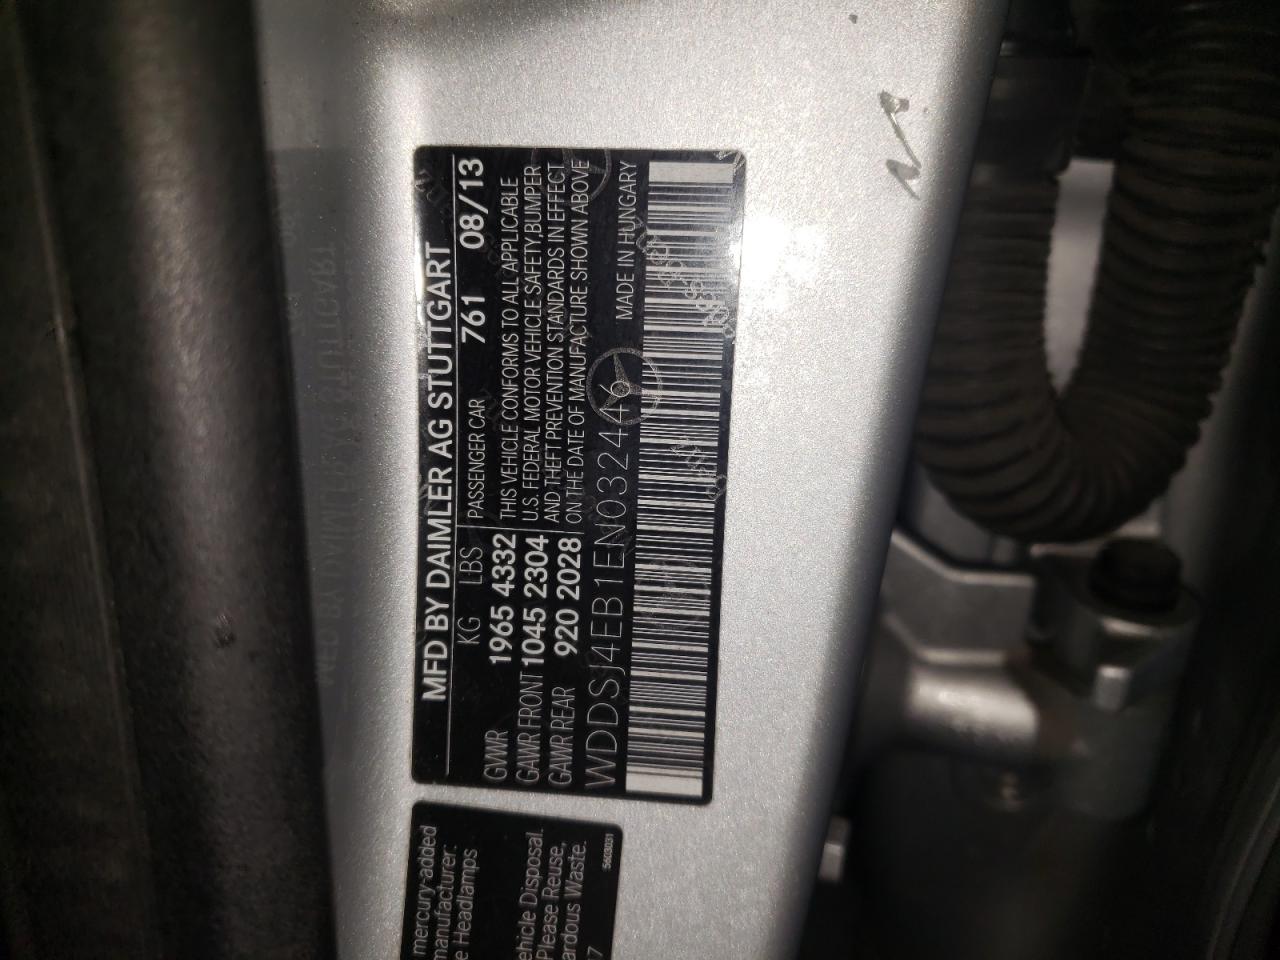 MFD BY DAIMLER AG STUTTGART
KG LBS PASSENGER CAR 761 08/13
GVWR 1965 4332 THIS VEHICLE CONFORMS TO ALL APPLICABLE
GAWR FRONT 1045 2304 U.S. FEDERAL MOTOR VEHICLE SAFETY,BUMPER
AND THEFT PREVENTION STANDARDS IN EFFECT
GAWR REAR 920 2028 ON THE DATE OF MANUFACTURE SHOWN ABOVE
WDDSJ4EB1EN032446 MADE IN HUNGARY
mercury-added
manufacturer:
e Headlamps
ehicle Disposal.
Please Reuse,
ardous Waste.
7 5603031